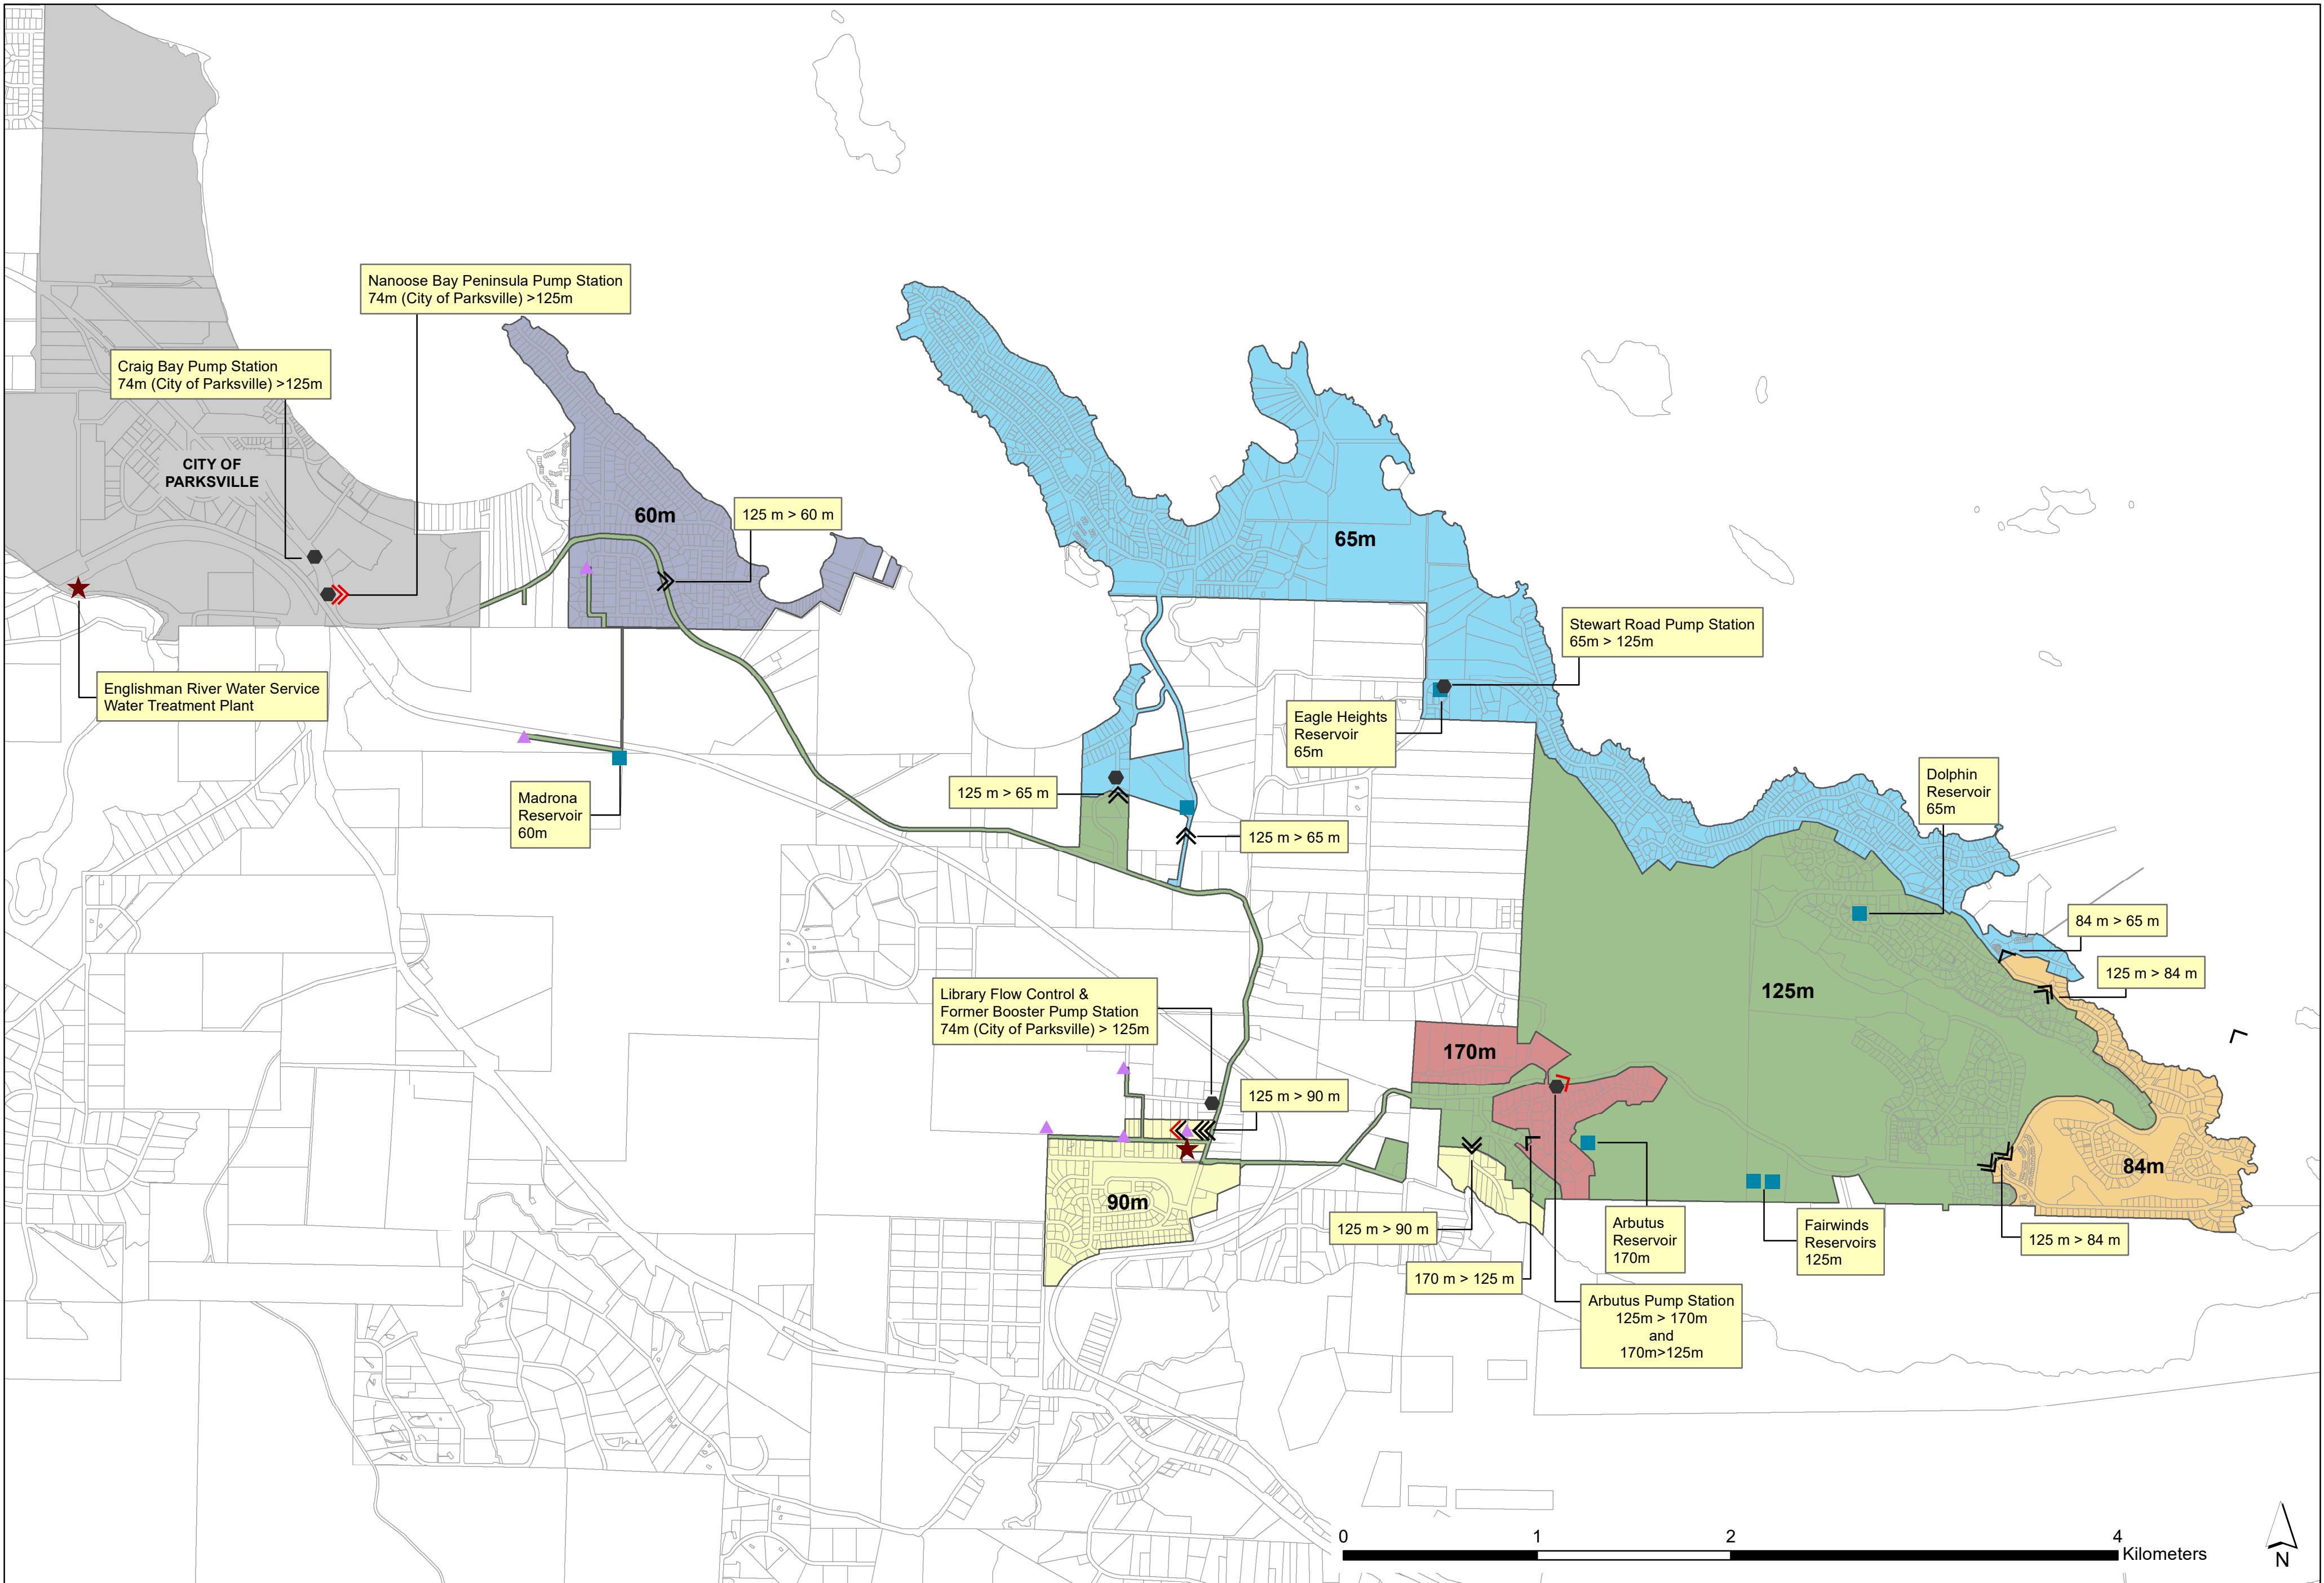 Nanoose Bay Peninsula Pump Station
74m (City of Parksville) >125m
Craig Bay Pump Station
74m (City of Parksville) >125m
CITY OF
PARKSVILLE
60m
125 m > 60 m
65m
Stewart Road Pump Station
65m > 125m
Englishman River Water Service
Water Treatment Plant
Eagle Heights
Reservoir
65m
Madrona
Reservoir
60m
125 m > 65 m
125 m > 65 m
Dolphin
Reservoir
65m
84 m > 65 m
125 m > 84 m
125m
Library Flow Control &
Former Booster Pump Station
74m (City of Parksville) > 125m
170m
125 m > 90 m
90m
84m
125 m > 90 m
170 m > 125 m
Arbutus
Reservoir
170m
Fairwinds
Reservoirs
125m
125 m > 84 m
Arbutus Pump Station
125m > 170m
and
170m>125m
0 1 2 4
Kilometers
N